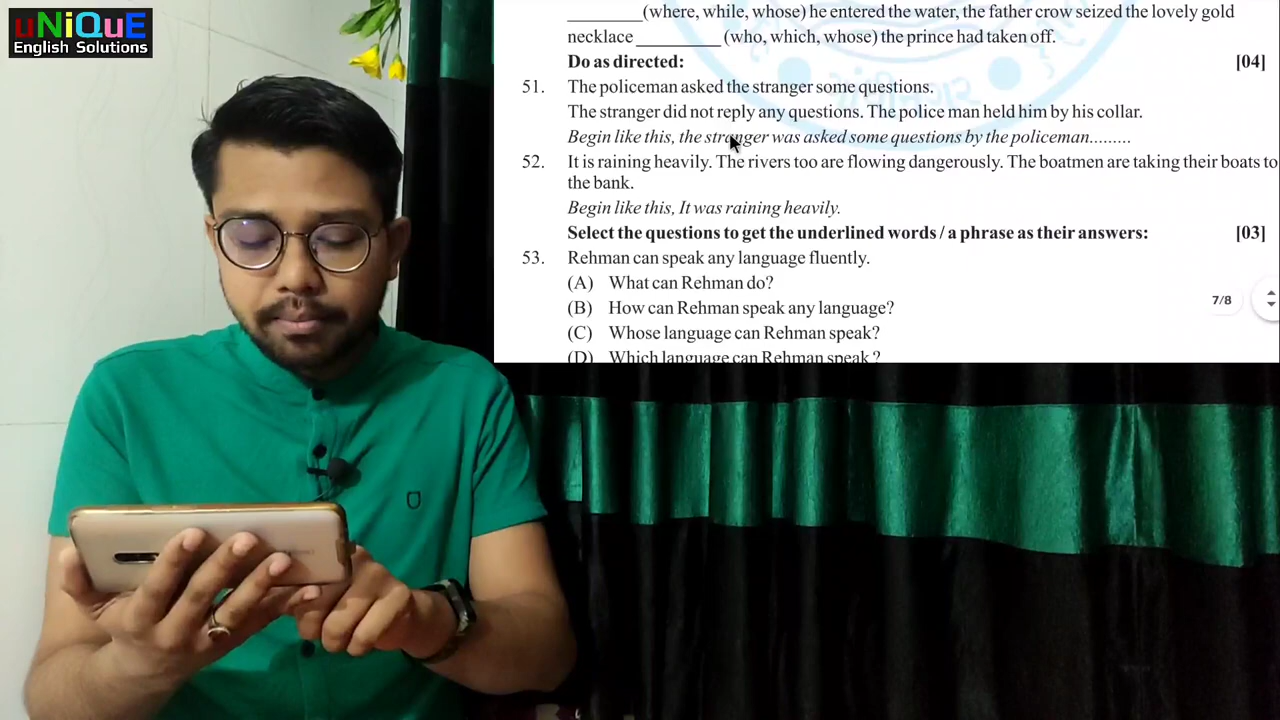 uNiQuE
English Solutions
________(where, while, whose) he entered the water, the father crow seized the lovely gold
necklace _________ (who, which, whose) the prince had taken off.
Do as directed: [04]
51. The policeman asked the stranger some questions.
The stranger did not reply any questions. The police man held him by his collar.
Begin like this, the stranger was asked some questions by the policeman.........
52. It is raining heavily. The rivers too are flowing dangerously. The boatmen are taking their boats to
the bank.
Begin like this, It was raining heavily.
Select the questions to get the underlined words / a phrase as their answers: [03]
53. Rehman can speak any language fluently.
(A) What can Rehman do?
(B) How can Rehman speak any language?
7/8
(C) Whose language can Rehman speak?
(D) Which language can Rehman speak ?